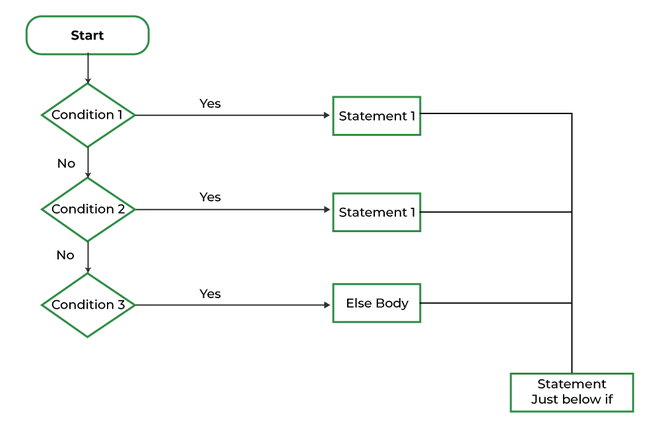 Start
Condition 1
Yes
Statement 1
No
Condition 2
Yes
Statement 1
No
Condition 3
Yes
Else Body
Statement
Just below if